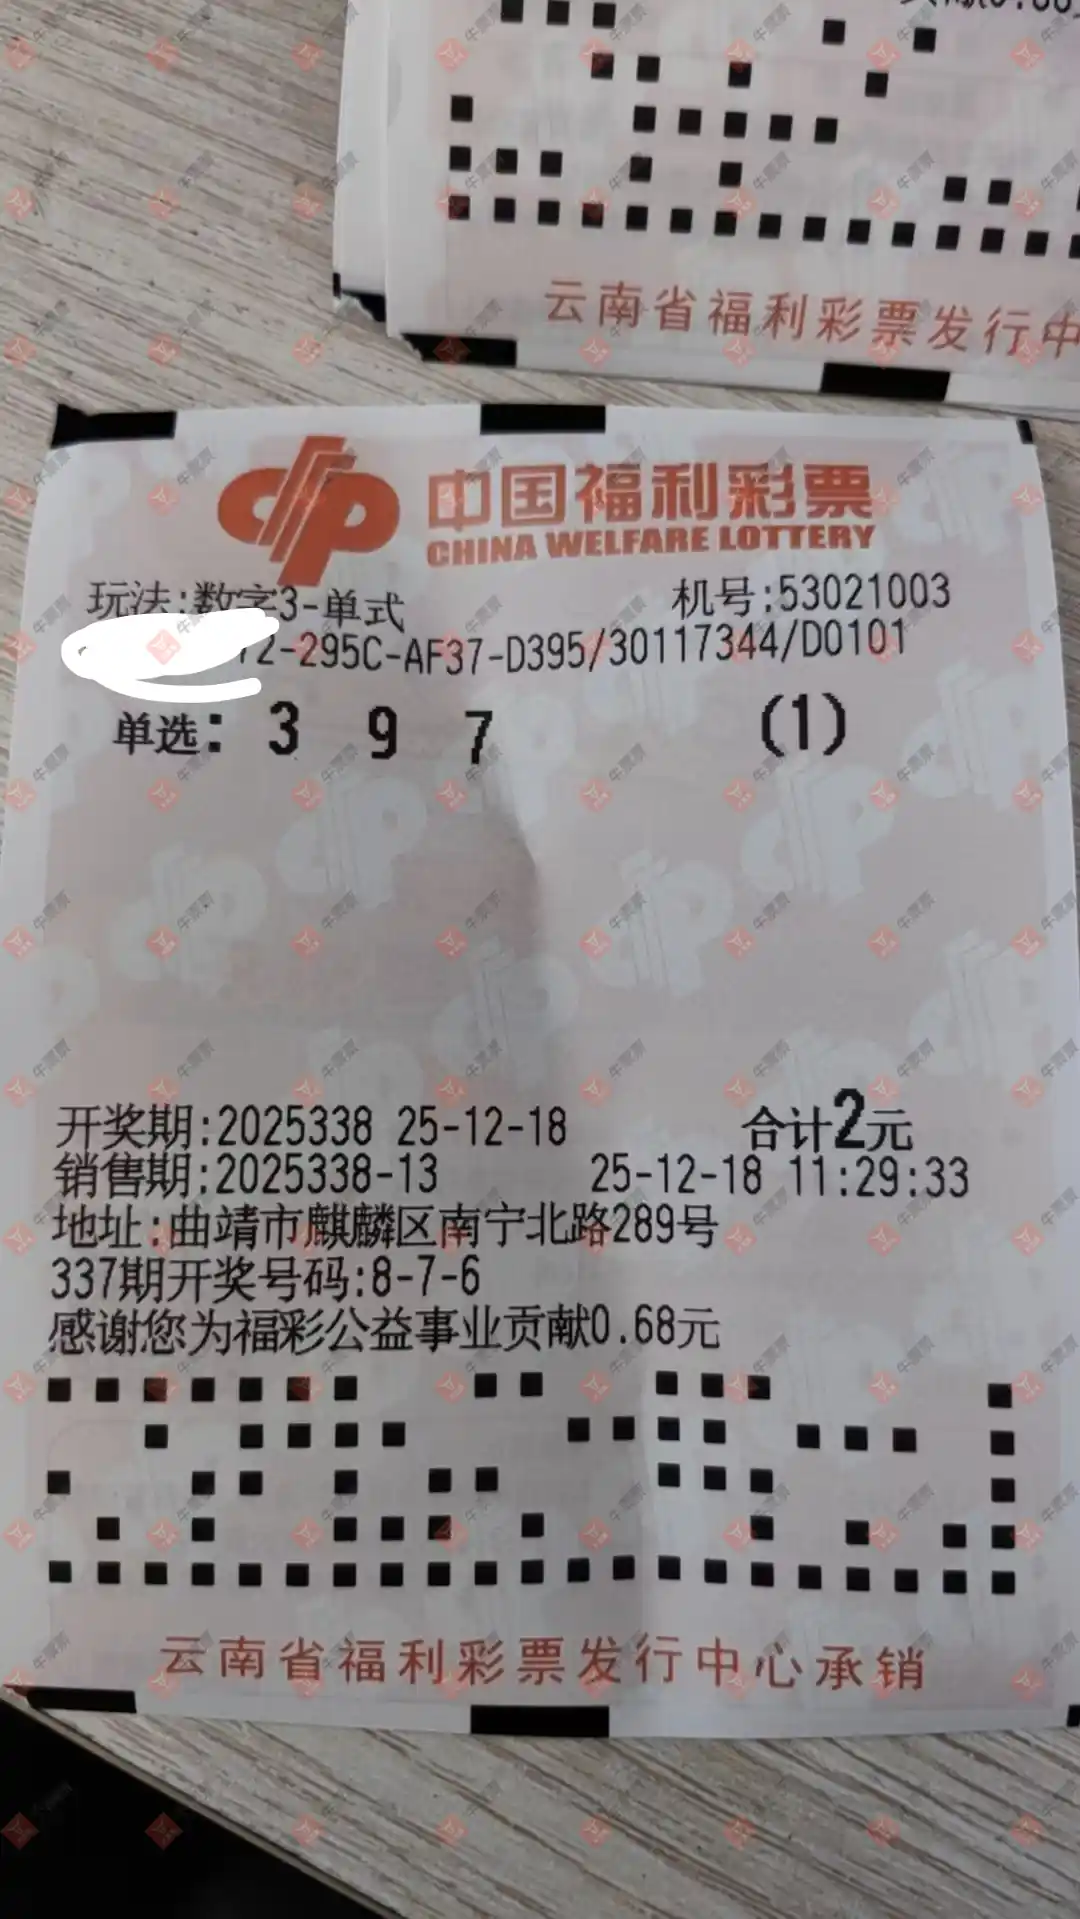 云南省福利彩票发行中
中国福利彩票
CHINA WELFARE LOTTERY
玩法:数字3-单式 机号:53021003
2-295C-AF37-D395/30117344/D0101
单选: 3 9 7 (1)
开奖期:2025338 25-12-18 合计2元
销售期:2025338-13 25-12-18 11:29:33
地址:曲靖市麒麟区南宁北路289号
337期开奖号码:8-7-6
感谢您为福彩公益事业贡献0.68元
云南省福利彩票发行中心承销
牛票票